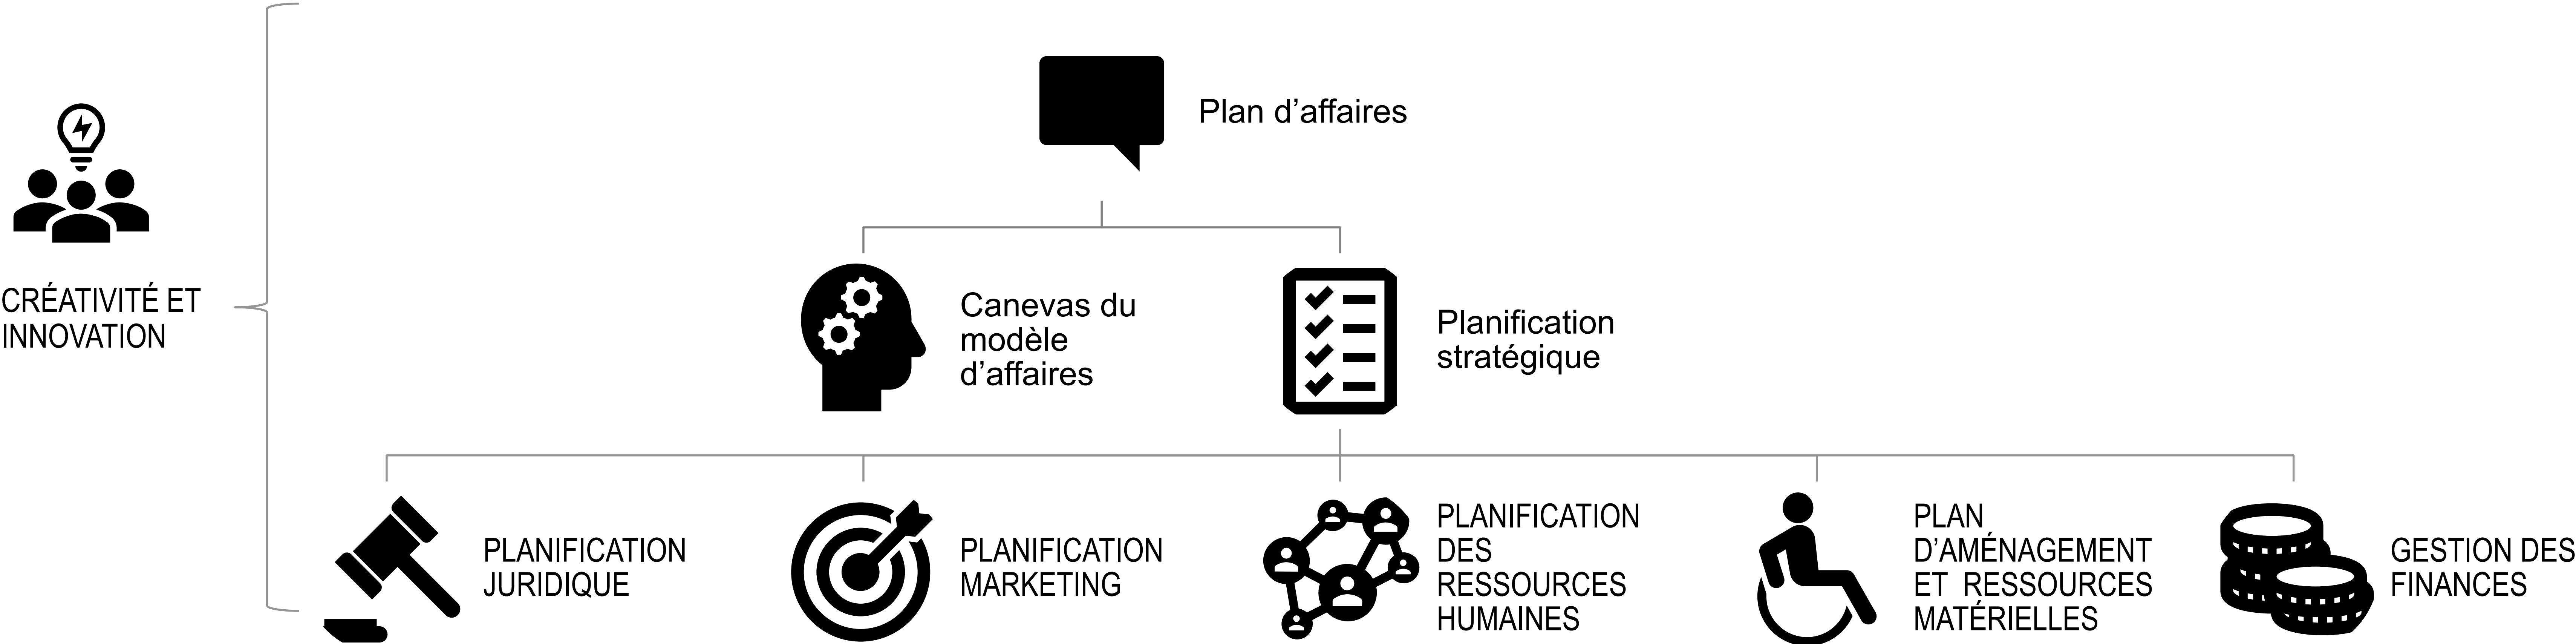 CRÉATIVITÉ ET
INNOVATION
Plan d’affaires
Canevas du
modèle
d’affaires
Planification
stratégique
PLANIFICATION
JURIDIQUE
PLANIFICATION
MARKETING
PLANIFICATION
DES
RESSOURCES
HUMAINES
PLAN
D’AMÉNAGEMENT
ET RESSOURCES
MATÉRIELLES
GESTION DES
FINANCES